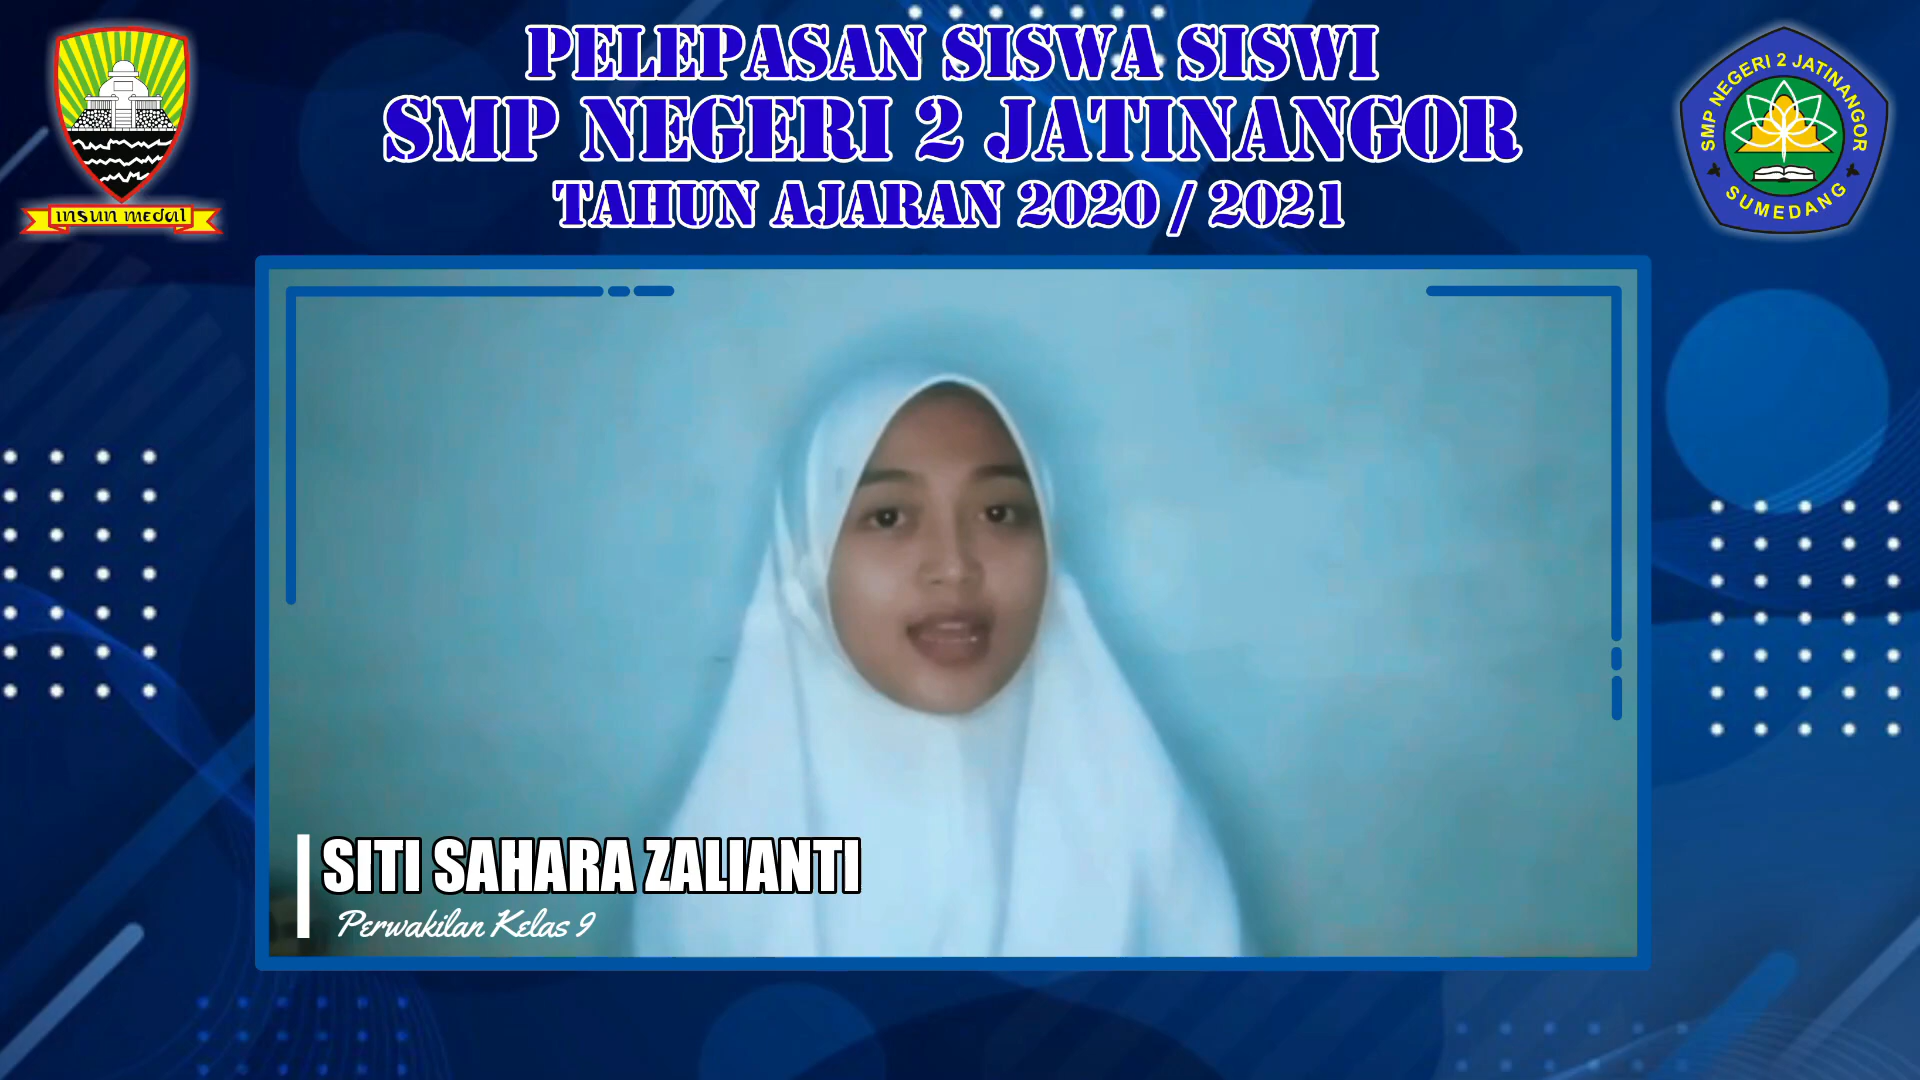 PELEPASAN SISWA SISWI
SMP NEGERI 2 JATINANGOR
TAHUN AJARAN 2020 / 2021
insun medal
SMP NEGERI 2 JATINANGOR
SUMEDANG
SITI SAHARA ZALIANTI
Perwakilan Kelas 9